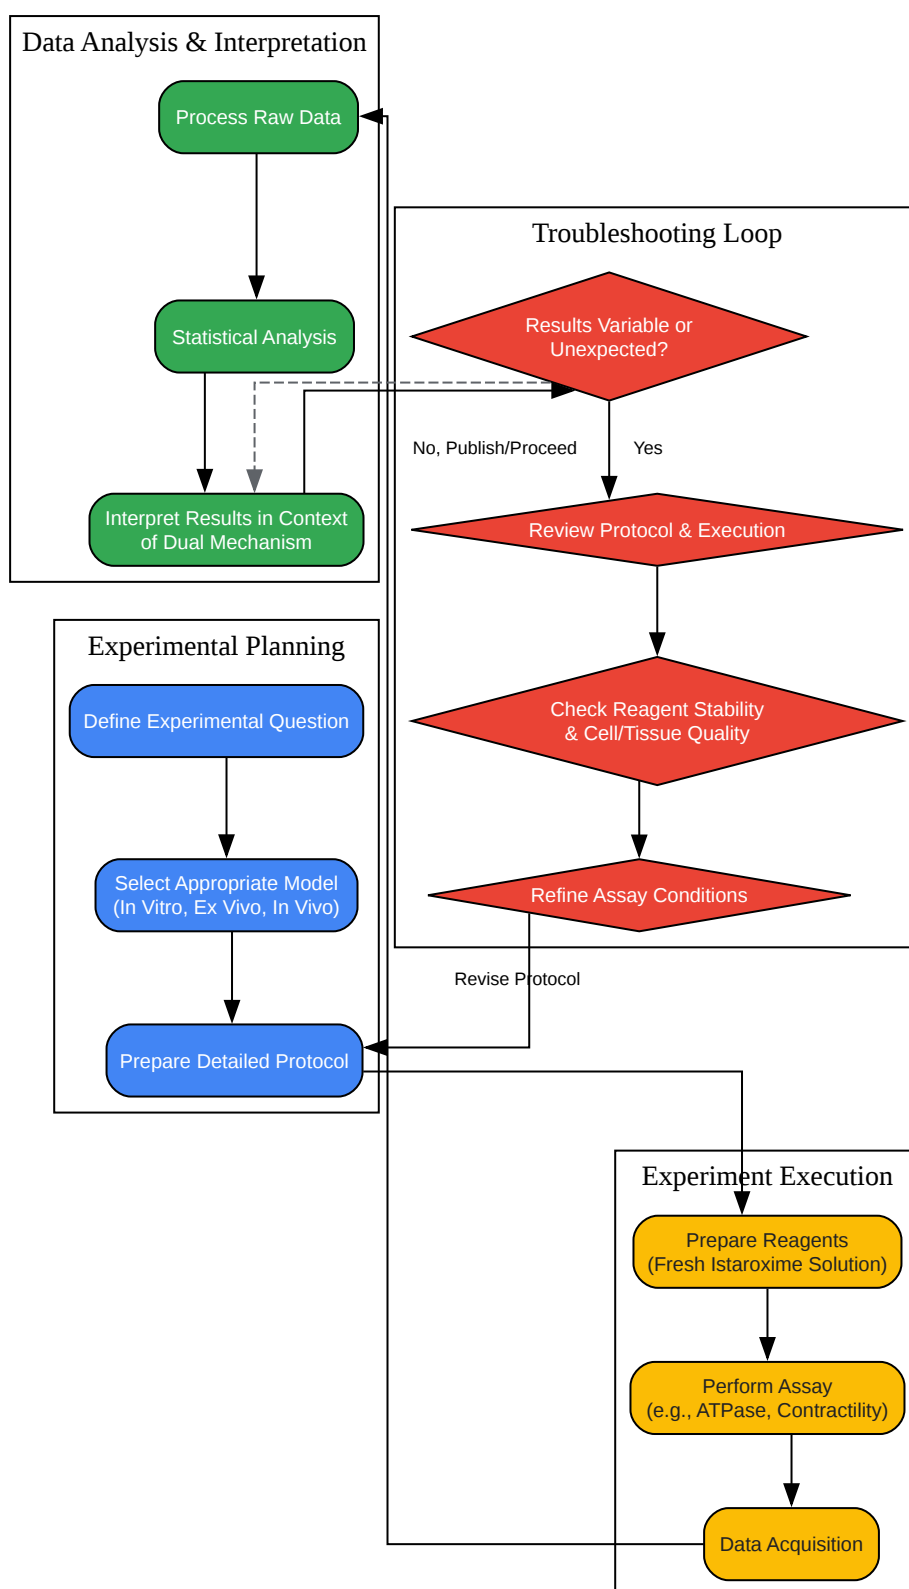 Data Analysis & Interpretation
Process Raw Data
Statistical Analysis
Interpret Results in Context
of Dual Mechanism
Troubleshooting Loop
Results Variable or
Unexpected?
No, Publish/Proceed
Yes
Review Protocol & Execution
Check Reagent Stability
& Cell/Tissue Quality
Refine Assay Conditions
Revise Protocol
Experimental Planning
Define Experimental Question
Select Appropriate Model
(In Vitro, Ex Vivo, In Vivo)
Prepare Detailed Protocol
Experiment Execution
Prepare Reagents
(Fresh Istaroxime Solution)
Perform Assay
(e.g., ATPase, Contractility)
Data Acquisition